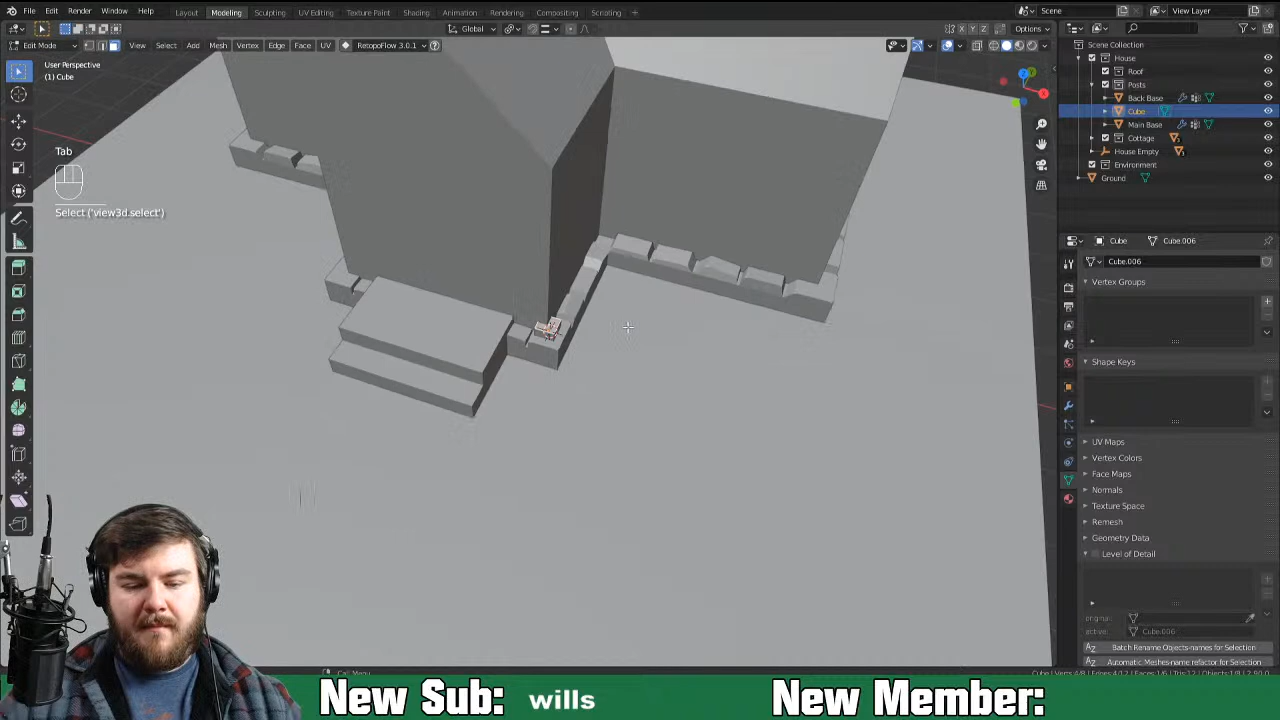 File Edit Render Window Help Layout Modeling Sculpting UV Editing Texture Paint Shading Animation Rendering Compositing Scripting + Scene View Layer
Global Options
Edit Mode View Select Add Mesh Vertex Edge Face UV RetopoFlow 3.0.1
User Perspective
(1) Cube
Tab
Select ('view3d.select')
X
Scene Collection
House
Roof
Posts
Back Base
Cube
Main Base
Cottage
House Empty
Environment
Ground
Cube Cube.006
Cube.006
Vertex Groups
Shape Keys
UV Maps
Vertex Colors
Face Maps
Normals
Texture Space
Remesh
Geometry Data
Level of Detail
active: Cube.006
Batch Rename Objects-names for Selection
Automatic Meshes-name refactor for Selection
Call Menu
New Sub: wills New Member: